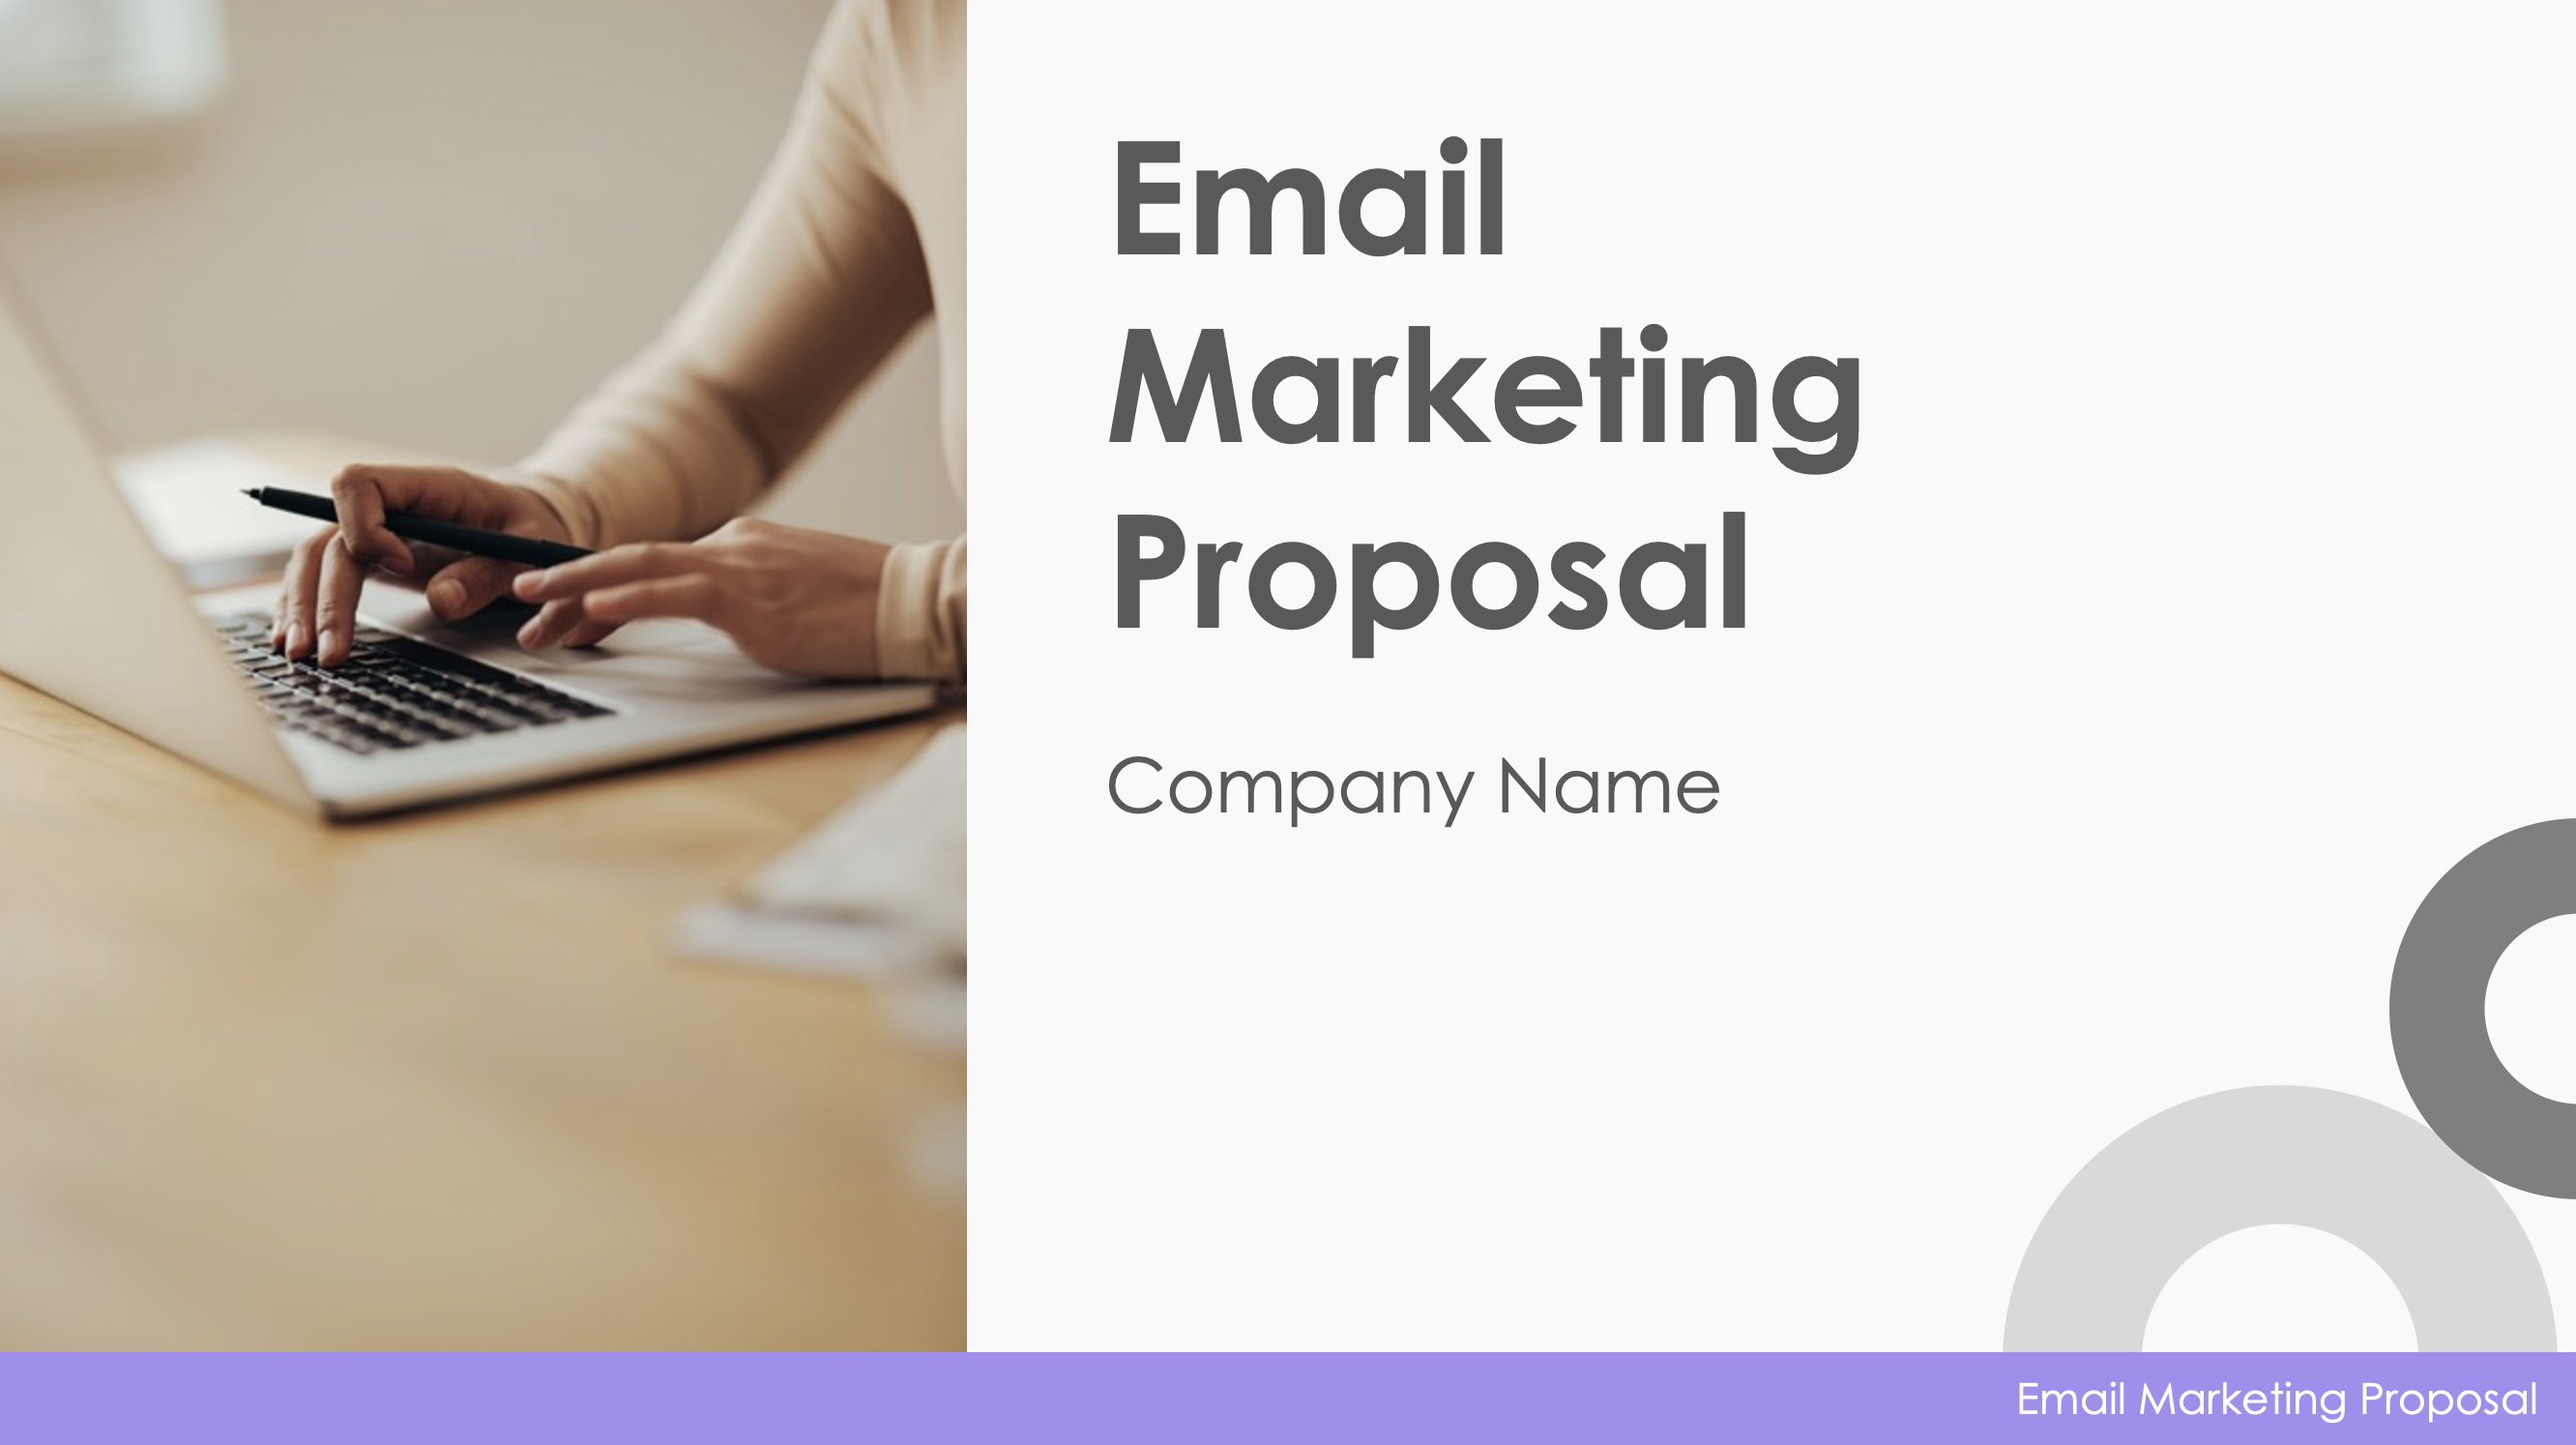 Email
Marketing
Proposal
Company Name
Email Marketing Proposal